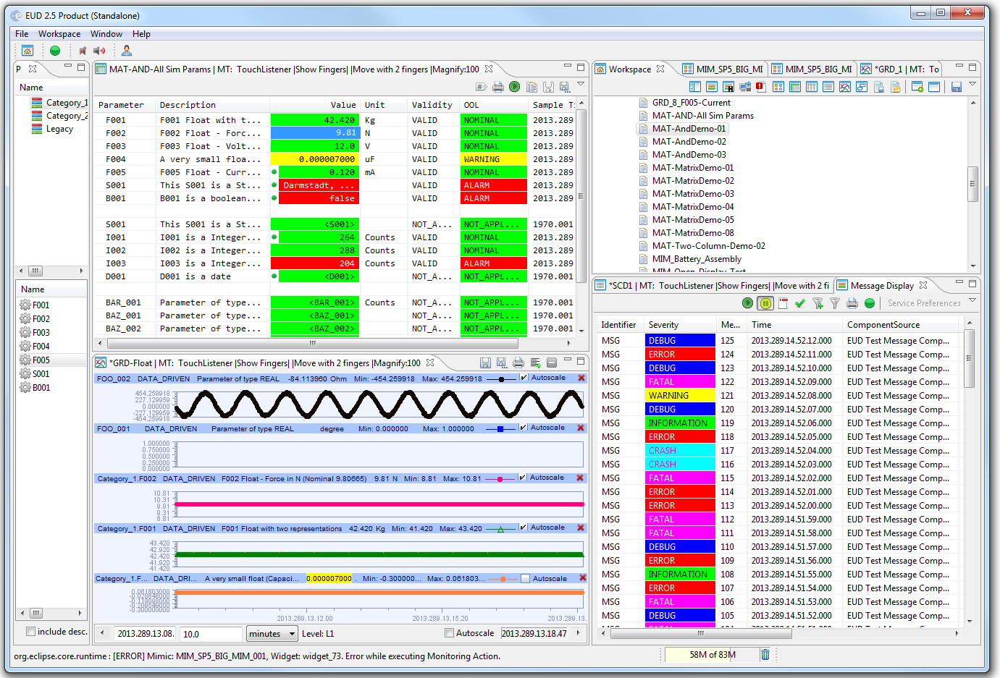 EUD 2.5 Product (Standalone)
File Workspace Window Help
P
Name
Category_1
Category_2
Legacy
Name
F001
F002
F003
F004
F005
S001
B001
include desc.
MAT-AND-All Sim Params | MT: TouchListener |Show Fingers| |Move with 2 fingers |Magnify:100
Parameter Description Value Unit Validity OOL Sample Ti
F001 F001 Float with t... 42.420 Kg VALID NOMINAL 2013.289
F002 F002 Float - Forc... 9.81 N VALID NOMINAL 2013.289
F003 F003 Float - Volt... 12.0 V VALID NOMINAL 2013.289
F004 A very small floa... 0.000007000 uF VALID WARNING 2013.289
F005 F005 Float - Curr... 0.120 mA VALID NOMINAL 2013.289
S001 This S001 is a St... Darmstadt, ... VALID ALARM 2013.289
B001 B001 is a boolean... false VALID ALARM 2013.289
S001 This S001 is a St... <S001> NOT_A... NOT_APPL... 1970.001
I001 I001 is a Integer... 264 Counts VALID NOMINAL 2013.289
I002 I002 is a Integer... 288 Counts VALID NOMINAL 2013.289
I003 I003 is a Integer... 204 Counts VALID ALARM 2013.289
D001 D001 is a date <D001> NOT_A... NOT_APPL... 1970.001
BAR_001 Parameter of type... <BAR_001> Counts NOT_A... NOT_APPL... 1970.001
BAZ_001 Parameter of type... <BAZ_001> NOT_A... NOT_APPL... 1970.001
BAZ_002 Parameter of type... <BAZ_002> NOT_A... NOT_APPL... 1970.001
*GRD-Float | MT: TouchListener |Show Fingers| |Move with 2 fingers |Magnify:100
FOO_002 DATA_DRIVEN Parameter of type REAL -84.113960 Ohm Min: -454.259918 Max: 454.259918 Autoscale
454.259918
227.129959
0.000000
-227.129959
-454.259918
FOO_001 DATA_DRIVEN Parameter of type REAL degree Min: 0.000000 Max: 1.000000 Autoscale
1.000000
0.750000
0.500000
0.250000
0.000000
Category_1.F002 DATA_DRIVEN F002 Float - Force in N (Nominal 9.80665) 9.81 N Min: 8.81 Max: 10.81 Autoscale
10.81
10.31
9.81
9.31
8.81
Category_1.F001 DATA_DRIVEN F001 Float with two representations 42.420 Kg Min: 41.420 Max: 43.420 Autoscale
43.420
42.920
42.420
41.920
41.420
Category_1.F... DATA_DRI... A very small float (Capaci... 0.000007000 . Min: -0.300000... Max: 0.061803... Autoscale
0.061803000
-0.028648000
-0.119098000
-0.209549000
-0.300000000
2013.289.13.12.00 2013.289.13.15.20 2013.289.13.
2013.289.13.08. 10.0 minutes Level: L1 Autoscale 2013.289.13.18.47
Workspace MIM_SP5_BIG_MI MIM_SP5_BIG_MI *GRD_1 | MT: To
GRD_8_F005-Current
MAT-AND-All Sim Params
MAT-AndDemo-01
MAT-AndDemo-02
MAT-AndDemo-03
MAT-MatrixDemo-01
MAT-MatrixDemo-02
MAT-MatrixDemo-03
MAT-MatrixDemo-04
MAT-MatrixDemo-05
MAT-MatrixDemo-08
MAT-Two-Column-Demo-02
MIM_Battery_Assembly
MIM_Open_Display_Test
*SCD1 | MT: TouchListener |Show Fingers| |Move with 2 fi Message Display
Service Preferences
Identifier Severity Me... Time ComponentSource
MSG DEBUG 125 2013.289.14.52.12.000 EUD Test Message Comp...
MSG ERROR 124 2013.289.14.52.11.000 EUD Test Message Comp...
MSG DEBUG 123 2013.289.14.52.10.000 EUD Test Message Comp...
MSG FATAL 122 2013.289.14.52.09.000 EUD Test Message Comp...
MSG WARNING 121 2013.289.14.52.08.000 EUD Test Message Comp...
MSG DEBUG 120 2013.289.14.52.07.000 EUD Test Message Comp...
MSG INFORMATION 119 2013.289.14.52.06.000 EUD Test Message Comp...
MSG ERROR 118 2013.289.14.52.05.000 EUD Test Message Comp...
MSG CRASH 117 2013.289.14.52.04.000 EUD Test Message Comp...
MSG CRASH 116 2013.289.14.52.03.000 EUD Test Message Comp...
MSG FATAL 115 2013.289.14.52.02.000 EUD Test Message Comp...
MSG ERROR 114 2013.289.14.52.01.000 EUD Test Message Comp...
MSG ERROR 113 2013.289.14.52.00.000 EUD Test Message Comp...
MSG FATAL 112 2013.289.14.51.59.000 EUD Test Message Comp...
MSG FATAL 111 2013.289.14.51.58.000 EUD Test Message Comp...
MSG DEBUG 110 2013.289.14.51.57.000 EUD Test Message Comp...
MSG ERROR 109 2013.289.14.51.56.000 EUD Test Message Comp...
MSG INFORMATION 108 2013.289.14.51.55.000 EUD Test Message Comp...
MSG ERROR 107 2013.289.14.51.54.000 EUD Test Message Comp...
MSG FATAL 106 2013.289.14.51.53.000 EUD Test Message Comp...
MSG DEBUG 105 2013.289.14.51.52.000 EUD Test Message Comp...
org.eclipse.core.runtime : [ERROR] Mimic: MIM_SP5_BIG_MIM_001, Widget: widget_73. Error while executing Monitoring Action.
58M of 83M